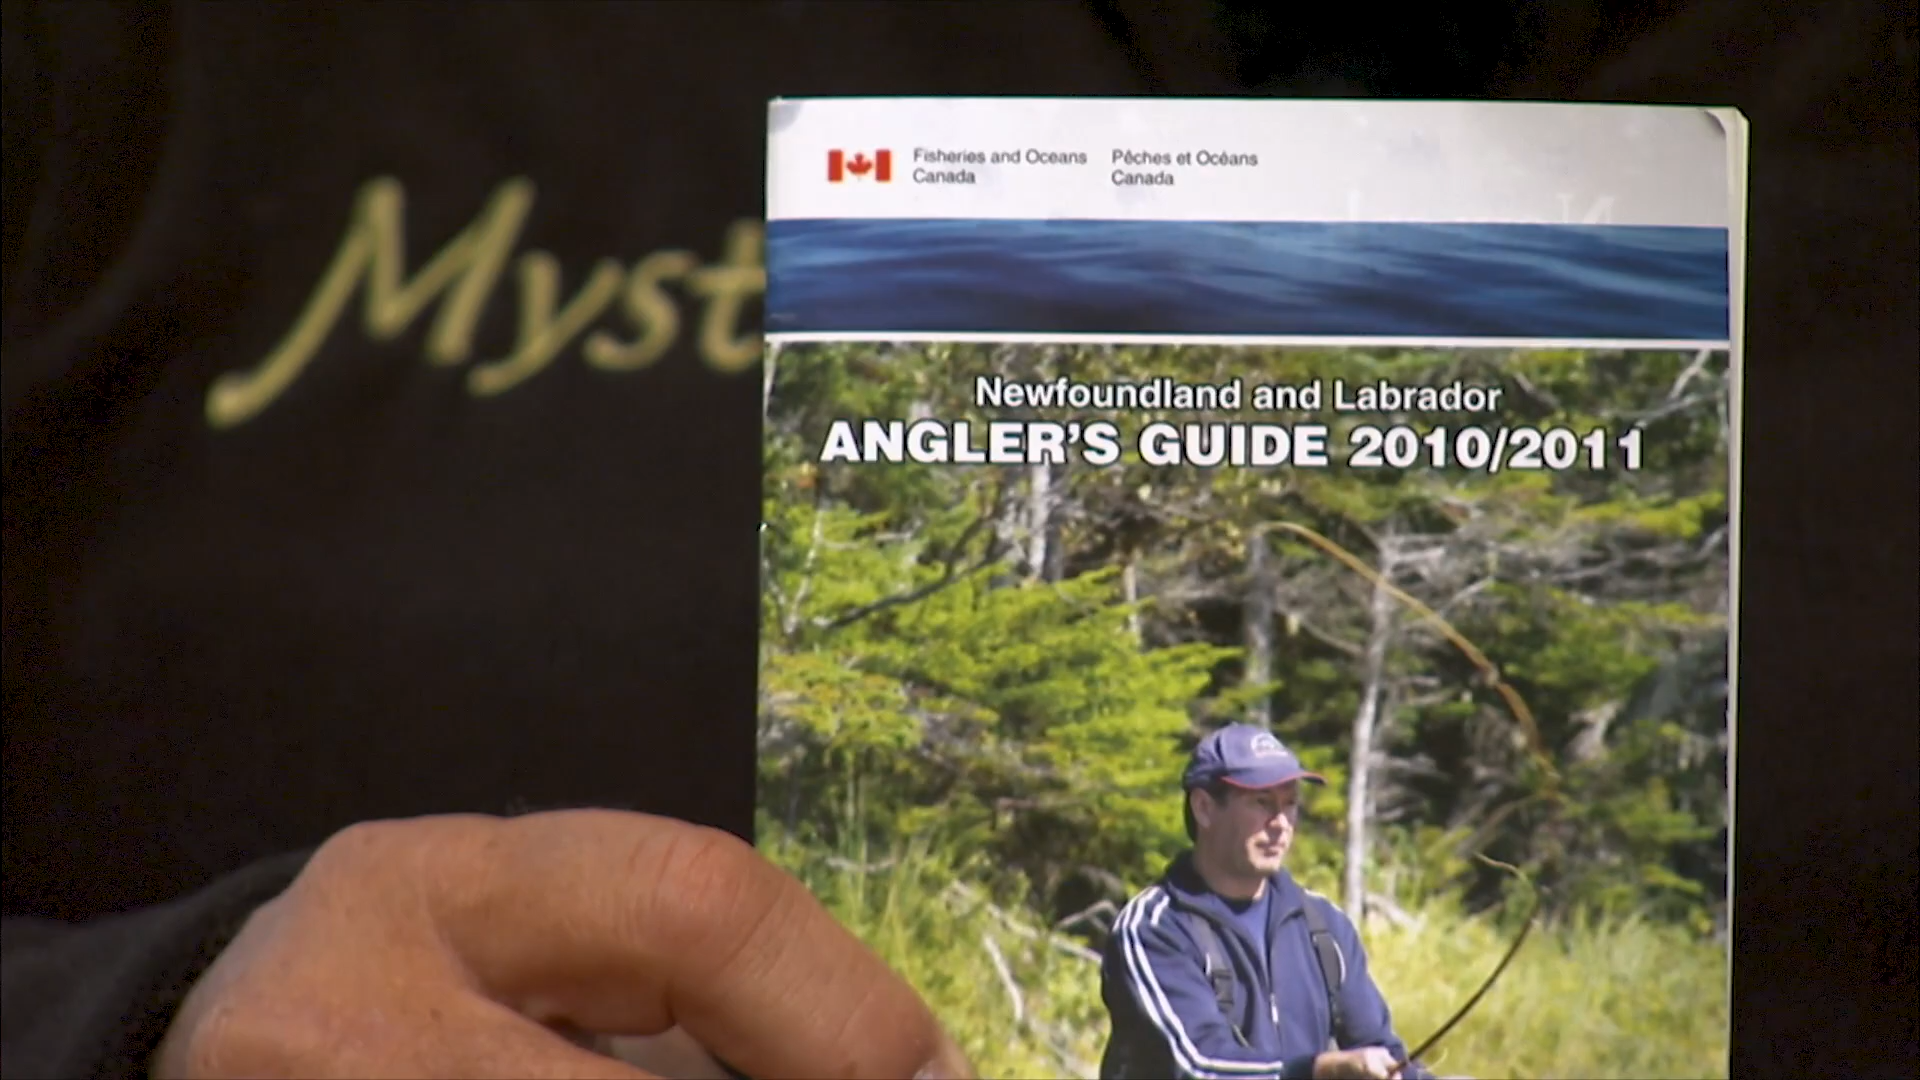 Myst
Fisheries and Oceans
Canada
Pêches et Océans
Canada
Newfoundland and Labrador
ANGLER'S GUIDE 2010/2011